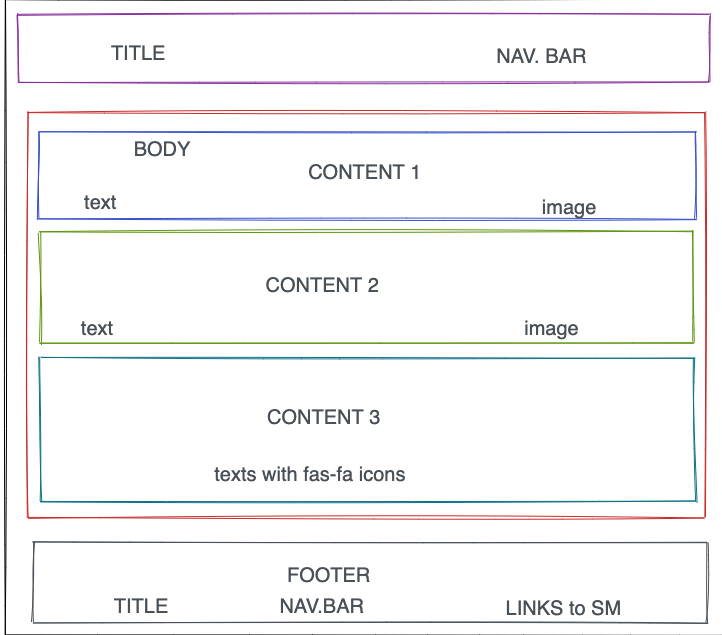 TITLE NAV. BAR
BODY
CONTENT 1
text image
CONTENT 2
text image
CONTENT 3
texts with fas-fa icons
FOOTER
TITLE NAV.BAR LINKS to SM